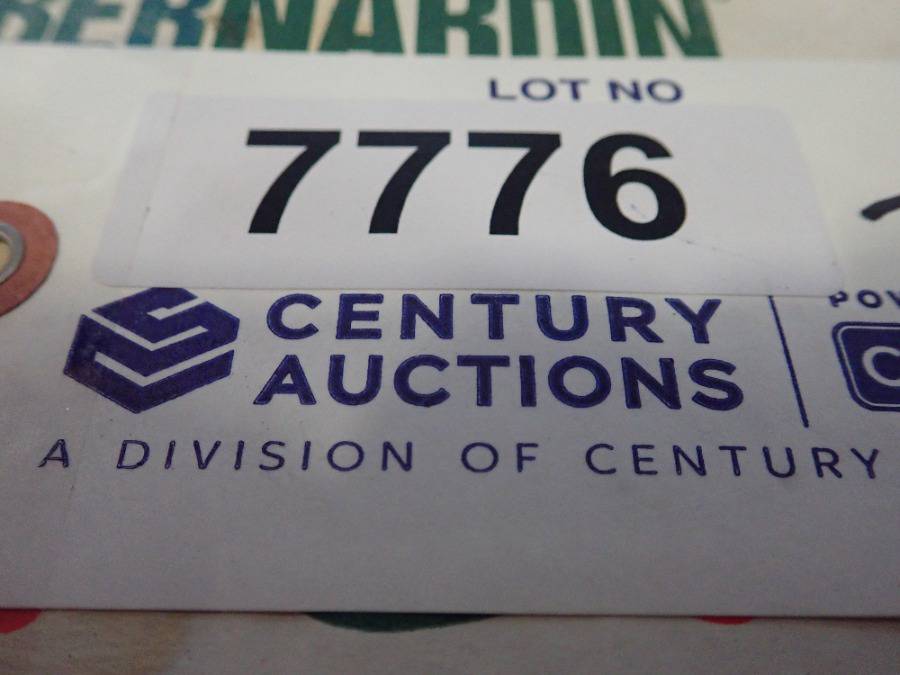 BERNARDIN
LOT NO
7776
CENTURY
AUCTIONS
A DIVISION OF CENTURY